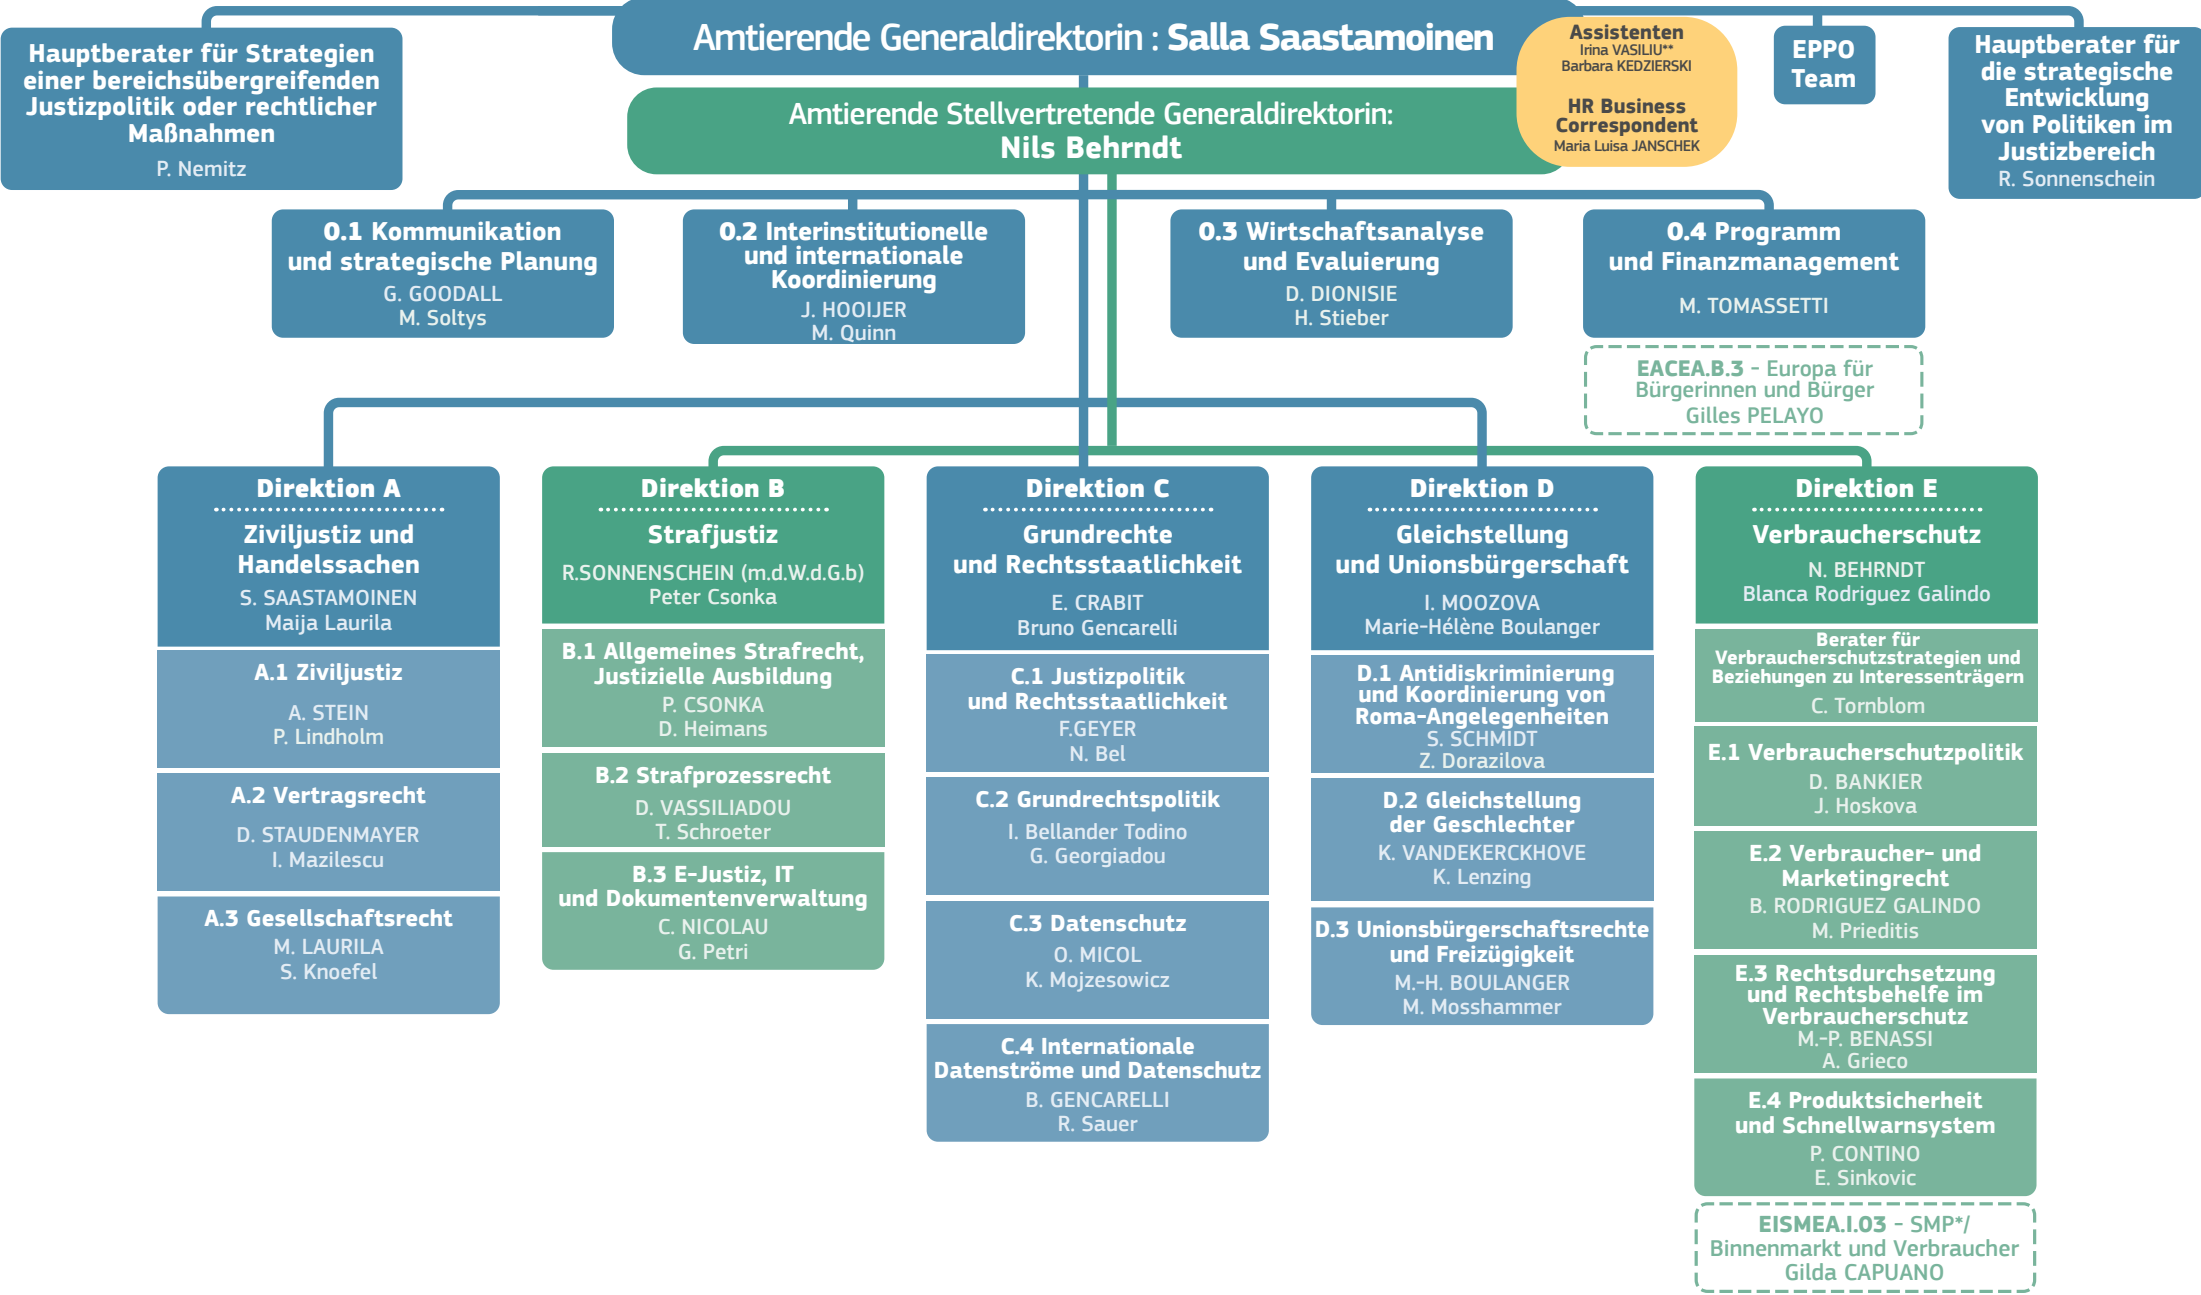 Amtierende Generaldirektorin : Salla Saastamoinen
Hauptberater für Strategien
einer bereichsübergreifenden
Justizpolitik oder rechtlicher
Maßnahmen
P. Nemitz
Amtierende Stellvertretende Generaldirektorin:
Nils Behrndt
Assistenten
Irina VASILIU**
Barbara KEDZIERSKI
HR Business
Correspondent
Maria Luisa JANSCHEK
EPPO
Team
Hauptberater für
die strategische
Entwicklung
von Politiken im
Justizbereich
R. Sonnenschein
0.1 Kommunikation
und strategische Planung
G. GOODALL
M. Soltys
0.2 Interinstitutionelle
und internationale
Koordinierung
J. HOOIJER
M. Quinn
0.3 Wirtschaftsanalyse
und Evaluierung
D. DIONISIE
H. Stieber
0.4 Programm
und Finanzmanagement
M. TOMASSETTI
EACEA.B.3 - Europa für
Bürgerinnen und Bürger
Gilles PELAYO
Direktion A
Ziviljustiz und
Handelssachen
S. SAASTAMOINEN
Maija Laurila
A.1 Ziviljustiz
A. STEIN
P. Lindholm
A.2 Vertragsrecht
D. STAUDENMAYER
I. Mazilescu
A.3 Gesellschaftsrecht
M. LAURILA
S. Knoefel
Direktion B
Strafjustiz
R.SONNENSCHEIN (m.d.W.d.G.b)
Peter Csonka
B.1 Allgemeines Strafrecht,
Justizielle Ausbildung
P. CSONKA
D. Heimans
B.2 Strafprozessrecht
D. VASSILIADOU
T. Schroeter
B.3 E-Justiz, IT
und Dokumentenverwaltung
C. NICOLAU
G. Petri
Direktion C
Grundrechte
und Rechtsstaatlichkeit
E. CRABIT
Bruno Gencarelli
C.1 Justizpolitik
und Rechtsstaatlichkeit
F.GEYER
N. Bel
C.2 Grundrechtspolitik
I. Bellander Todino
G. Georgiadou
C.3 Datenschutz
O. MICOL
K. Mojzesowicz
C.4 Internationale
Datenströme und Datenschutz
B. GENCARELLI
R. Sauer
Direktion D
Gleichstellung
und Unionsbürgerschaft
I. MOOZOVA
Marie-Hélène Boulanger
D.1 Antidiskriminierung
und Koordinierung von
Roma-Angelegenheiten
S. SCHMIDT
Z. Dorazilova
D.2 Gleichstellung
der Geschlechter
K. VANDEKERCKHOVE
K. Lenzing
D.3 Unionsbürgerschaftsrechte
und Freizügigkeit
M.-H. BOULANGER
M. Mosshammer
Direktion E
Verbraucherschutz
N. BEHRNDT
Blanca Rodriguez Galindo
Berater für
Verbraucherschutzstrategien und
Beziehungen zu Interessenträgern
C. Tornblom
E.1 Verbraucherschutzpolitik
D. BANKIER
J. Hoskova
E.2 Verbraucher- und
Marketingrecht
B. RODRIGUEZ GALINDO
M. Prieditis
E.3 Rechtsdurchsetzung
und Rechtsbehelfe im
Verbraucherschutz
M.-P. BENASSI
A. Grieco
E.4 Produktsicherheit
und Schnellwarnsystem
P. CONTINO
E. Sinkovic
EISMEA.I.03 - SMP*/
Binnenmarkt und Verbraucher
Gilda CAPUANO